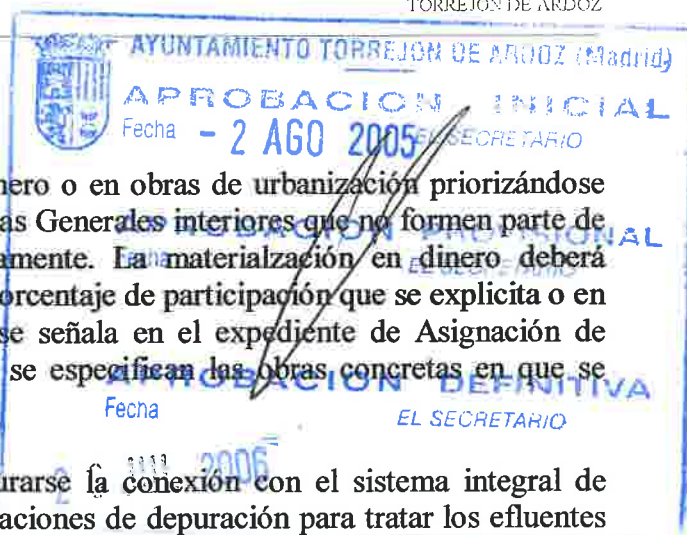 TORREJÓN DE ARDOZ
AYUNTAMIENTO TORREJON DE ARDOZ (Madrid)
APROBACION INICIAL
Fecha - 2 AGO 2005 EL SECRETARIO
nero o en obras de urbanización priorizándose
as Generales interiores que no formen parte de
PROVISIONAL
amente. La materialzación en dinero deberá
EL SECRETARIO
orcentaje de participación que se explicita o en
se señala en el expediente de Asignación de
se especifican las obras concretas en que se
APROBACION DEFINITIVA
Fecha
EL SECRETARIO
2006
urarse la conexión con el sistema integral de
aciones de depuración para tratar los efluentes